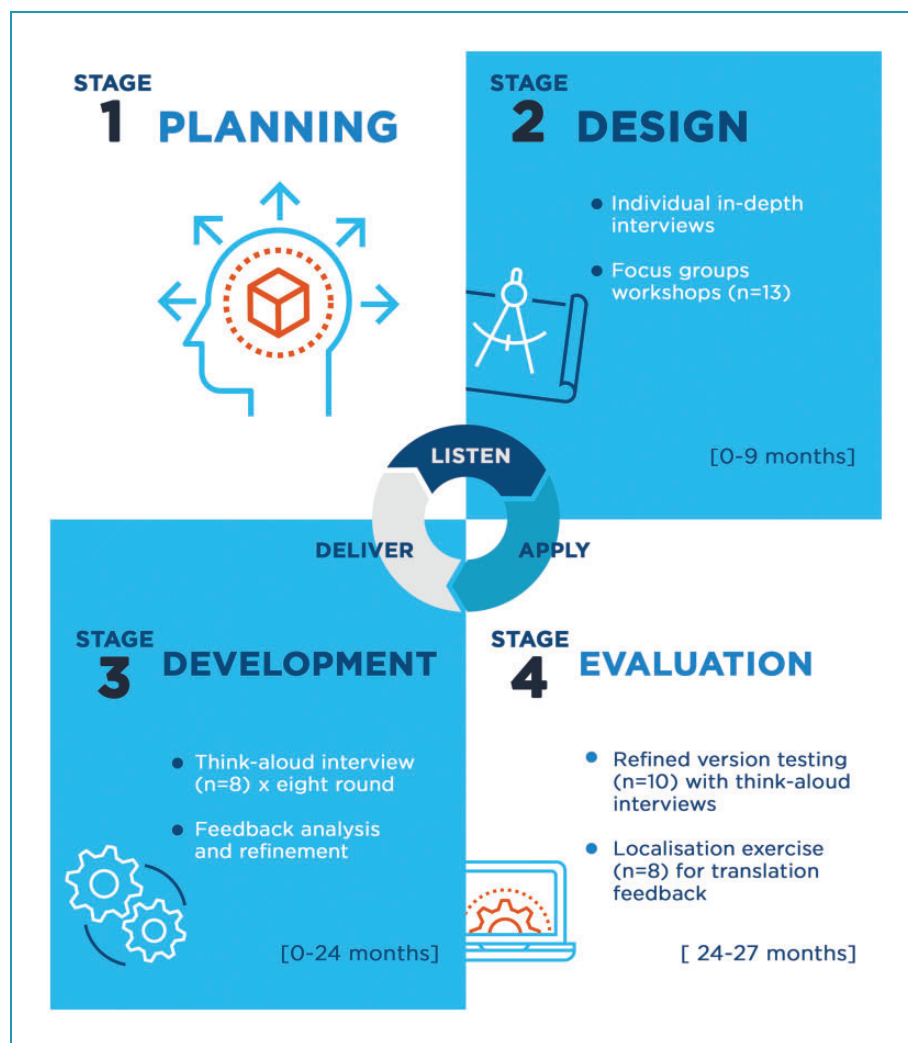 STAGE
1 PLANNING
STAGE
2 DESIGN
• Individual in-depth
interviews
• Focus groups
workshops (n=13)
[0-9 months]
LISTEN
DELIVER
APPLY
STAGE
3 DEVELOPMENT
• Think-aloud interview
(n=8) x eight round
• Feedback analysis
and refinement
[0-24 months]
STAGE
4 EVALUATION
• Refined version testing
(n=10) with think-aloud
interviews
• Localisation exercise
(n=8) for translation
feedback
[ 24-27 months]